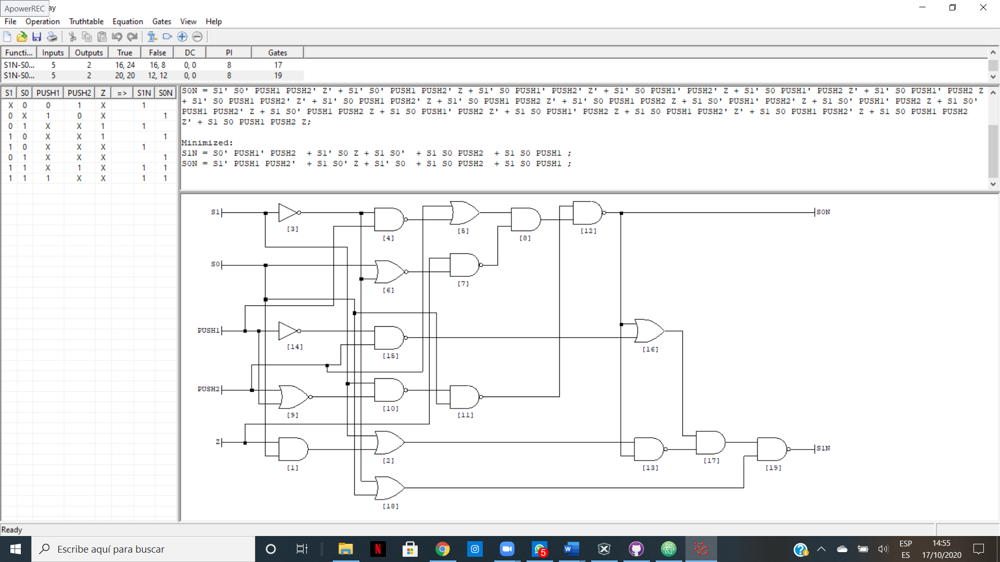 ApowerREC
ay
File Operation Truthtable Equation Gates View Help
Functi... Inputs Outputs True False DC PI Gates
S1N-S0... 5 2 16, 24 16, 8 0, 0 8 17
S1N-S0... 5 2 20, 20 12, 12 0, 0 8 19
S1 S0 PUSH1 PUSH2 Z => S1N S0N
X 0 0 1 X 1
0 X 1 0 X 1
0 1 X X 1 1
1 0 X X 1 1
1 0 X X X 1
0 1 X X X 1
1 1 X 1 X 1 1
1 1 1 X X 1 1
S0N = S1' S0' PUSH1 PUSH2' Z' + S1' S0' PUSH1 PUSH2' Z + S1' S0 PUSH1' PUSH2' Z' + S1' S0 PUSH1' PUSH2' Z + S1' S0 PUSH1' PUSH2 Z' + S1' S0 PUSH1' PUSH2 Z
+ S1' S0 PUSH1 PUSH2' Z' + S1' S0 PUSH1 PUSH2' Z + S1' S0 PUSH1 PUSH2 Z' + S1' S0 PUSH1 PUSH2 Z + S1 S0' PUSH1' PUSH2' Z + S1 S0' PUSH1' PUSH2 Z + S1 S0'
PUSH1 PUSH2' Z + S1 S0' PUSH1 PUSH2 Z + S1 S0 PUSH1' PUSH2 Z' + S1 S0 PUSH1' PUSH2 Z + S1 S0 PUSH1 PUSH2' Z' + S1 S0 PUSH1 PUSH2' Z + S1 S0 PUSH1 PUSH2
Z' + S1 S0 PUSH1 PUSH2 Z;
Minimized:
S1N = S0' PUSH1' PUSH2 + S1' S0 Z + S1 S0' + S1 S0 PUSH2 + S1 S0 PUSH1 ;
S0N = S1' PUSH1 PUSH2' + S1 S0' Z + S1' S0 + S1 S0 PUSH2 + S1 S0 PUSH1 ;
S1
S0N
[3]
[5]
[12]
[4]
[8]
S0
[7]
[6]
PUSH1
[14]
[16]
[15]
PUSH2
[10]
[9]
[11]
Z
S1N
[2]
[17]
[1]
[13]
[19]
[18]
Ready
Escribe aquí para buscar
N
5
W
ESP
ES
14:55
17/10/2020